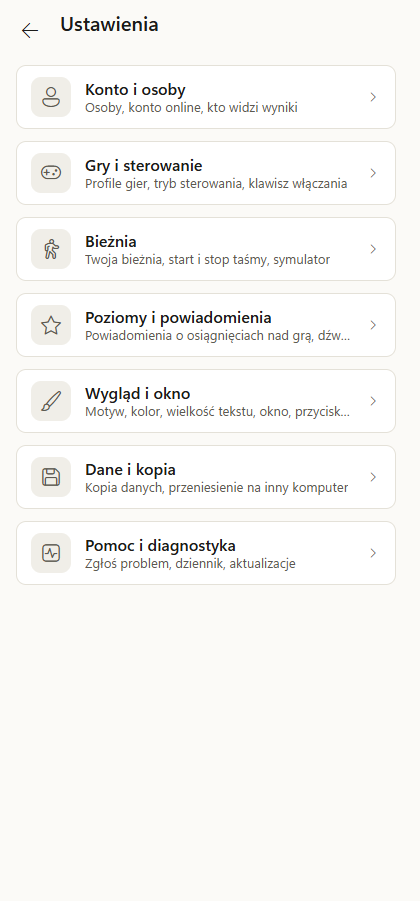 Ustawienia
Konto i osoby
Osoby, konto online, kto widzi wyniki
Gry i sterowanie
Profile gier, tryb sterowania, klawisz włączania
Bieżnia
Twoja bieżnia, start i stop taśmy, symulator
Poziomy i powiadomienia
Powiadomienia o osiągnięciach nad grą, dźw...
Wygląd i okno
Motyw, kolor, wielkość tekstu, okno, przycisk...
Dane i kopia
Kopia danych, przeniesienie na inny komputer
Pomoc i diagnostyka
Zgłoś problem, dziennik, aktualizacje